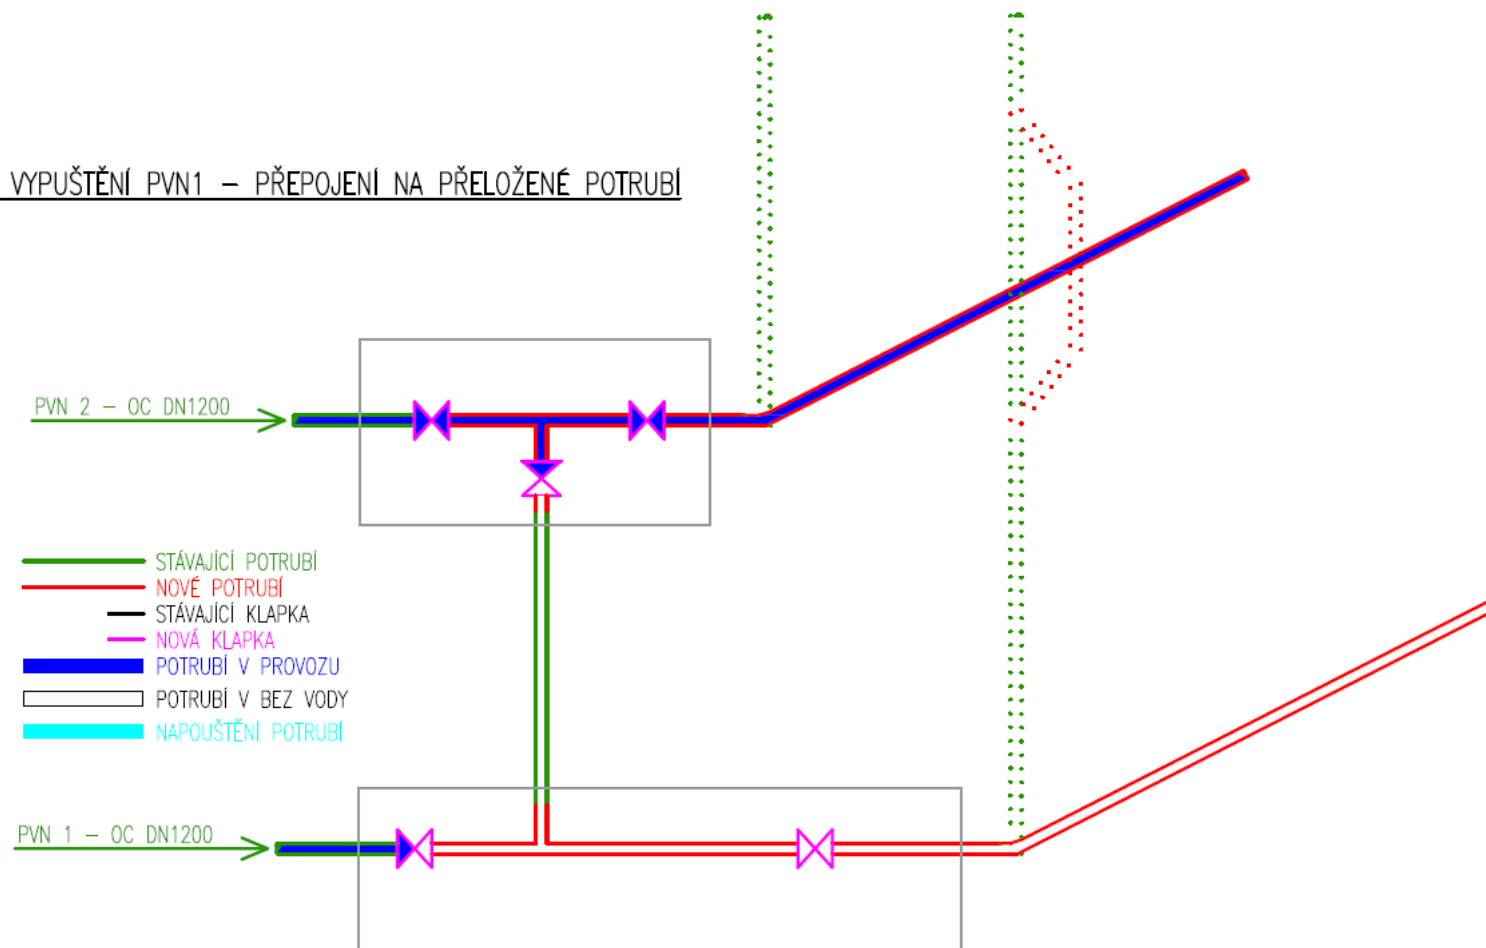 VYPUŠTĚNÍ PVN1 – PŘEPOJENÍ NA PŘELOŽENÉ POTRUBÍ
PVN 2 – OC DN1200
STÁVAJÍCÍ POTRUBÍ
NOVÉ POTRUBÍ
STÁVAJÍCÍ KLAPKA
NOVÁ KLAPKA
POTRUBÍ V PROVOZU
POTRUBÍ V BEZ VODY
NAPOUŠTĚNÍ POTRUBÍ
PVN 1 – OC DN1200